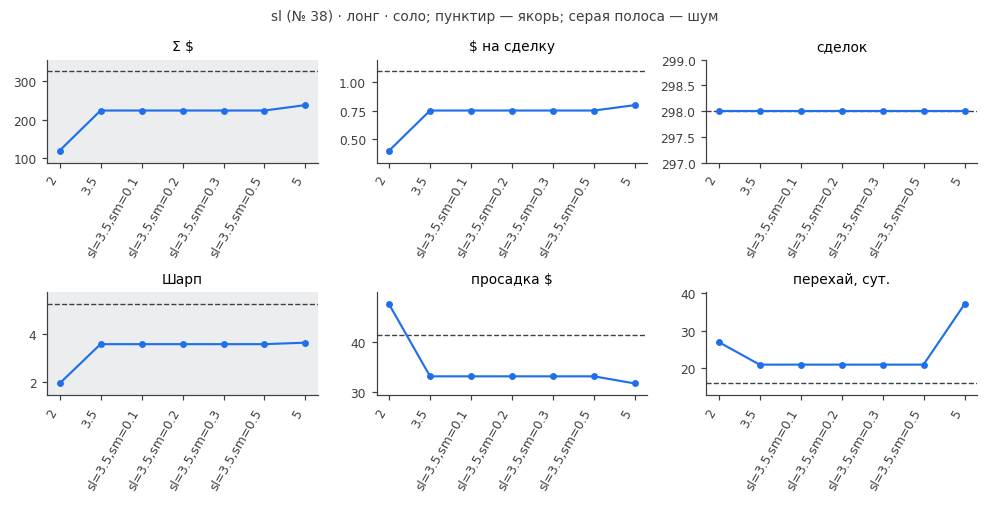 sl (№ 38) · лонг · соло; пунктир — якорь; серая полоса — шум
Σ $
300
200
100
2
3.5
sl=3.5,sm=0.1
sl=3.5,sm=0.2
sl=3.5,sm=0.3
sl=3.5,sm=0.5
5
$ на сделку
1.00
0.75
0.50
2
3.5
sl=3.5,sm=0.1
sl=3.5,sm=0.2
sl=3.5,sm=0.3
sl=3.5,sm=0.5
5
сделок
299.0
298.5
298.0
297.5
297.0
2
3.5
sl=3.5,sm=0.1
sl=3.5,sm=0.2
sl=3.5,sm=0.3
sl=3.5,sm=0.5
5
Шарп
4
2
2
3.5
sl=3.5,sm=0.1
sl=3.5,sm=0.2
sl=3.5,sm=0.3
sl=3.5,sm=0.5
5
просадка $
40
30
2
3.5
sl=3.5,sm=0.1
sl=3.5,sm=0.2
sl=3.5,sm=0.3
sl=3.5,sm=0.5
5
перехай, сут.
40
30
20
2
3.5
sl=3.5,sm=0.1
sl=3.5,sm=0.2
sl=3.5,sm=0.3
sl=3.5,sm=0.5
5